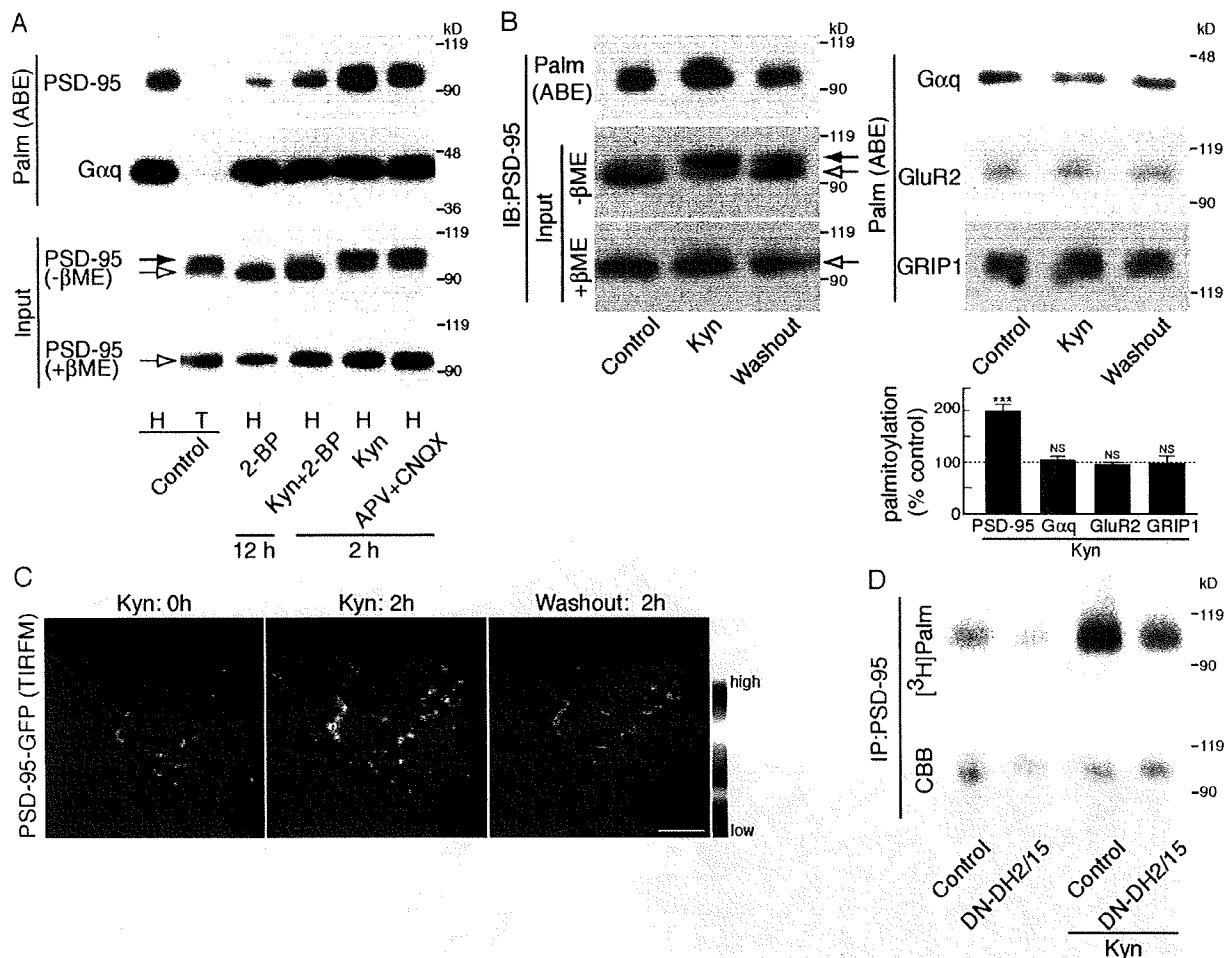 A
kD
-119
Palm (ABE)
PSD-95
-90
-48
Gαq
-36
Input
-119
PSD-95
(-βME)
-90
-119
PSD-95
(+βME)
-90
H T H H H H
Control
2-BP
Kyn+2-BP
Kyn
APV+CNQX
12 h
2 h
B
kD
IB:PSD-95
Palm
(ABE)
-119
-90
Input
-βME
-119
-90
+βME
-119
-90
Control
Kyn
Washout
kD
Palm (ABE)
-48
Gαq
-119
GluR2
-90
GRIP1
-119
Control
Kyn
Washout
palmitoylation
(% control)
200
100
0
***
NS
NS
NS
PSD-95 Gαq GluR2 GRIP1
Kyn
C
PSD-95-GFP (TIRFM)
Kyn: 0h
Kyn: 2h
Washout: 2h
high
low
D
kD
IP:PSD-95
[³H]Palm
-119
-90
CBB
-119
-90
Control
DN-DH2/15
Control
DN-DH2/15
Kyn